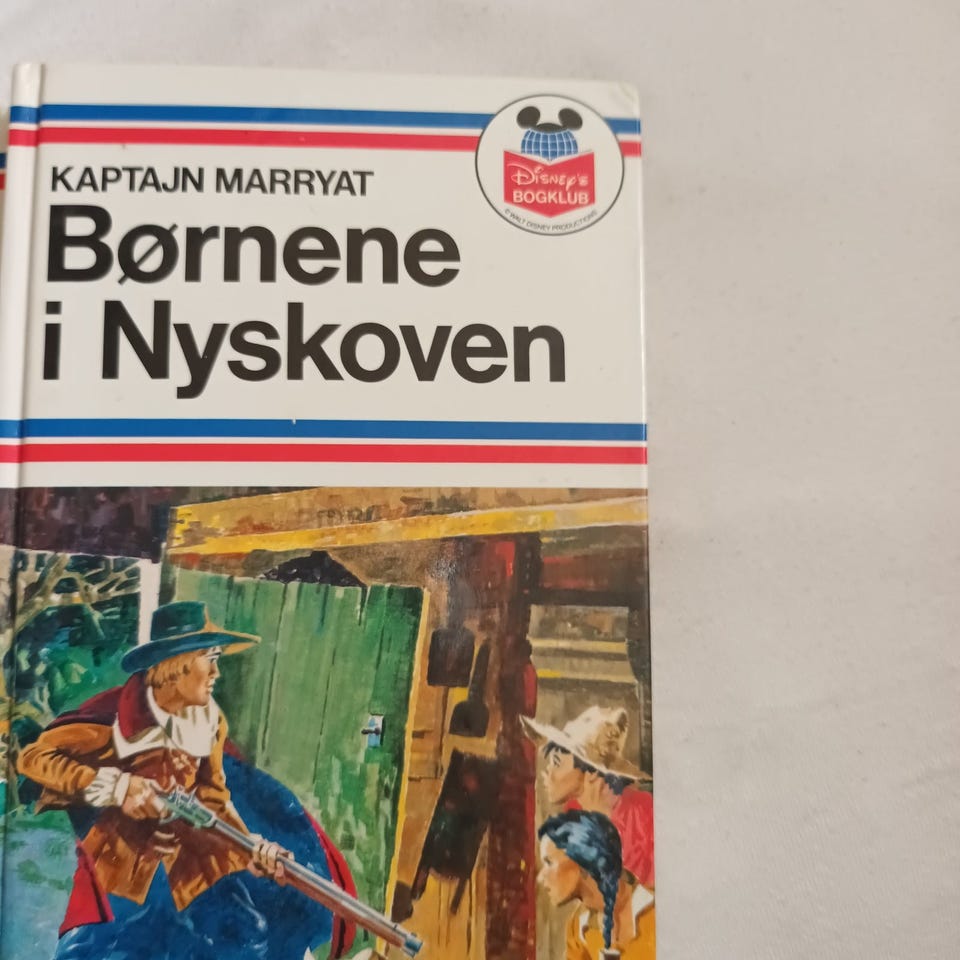 KAPTAJN MARRYAT
Børnene
i Nyskoven
Disney's
BOGKLUB
© WALT DISNEY PRODUCTIONS